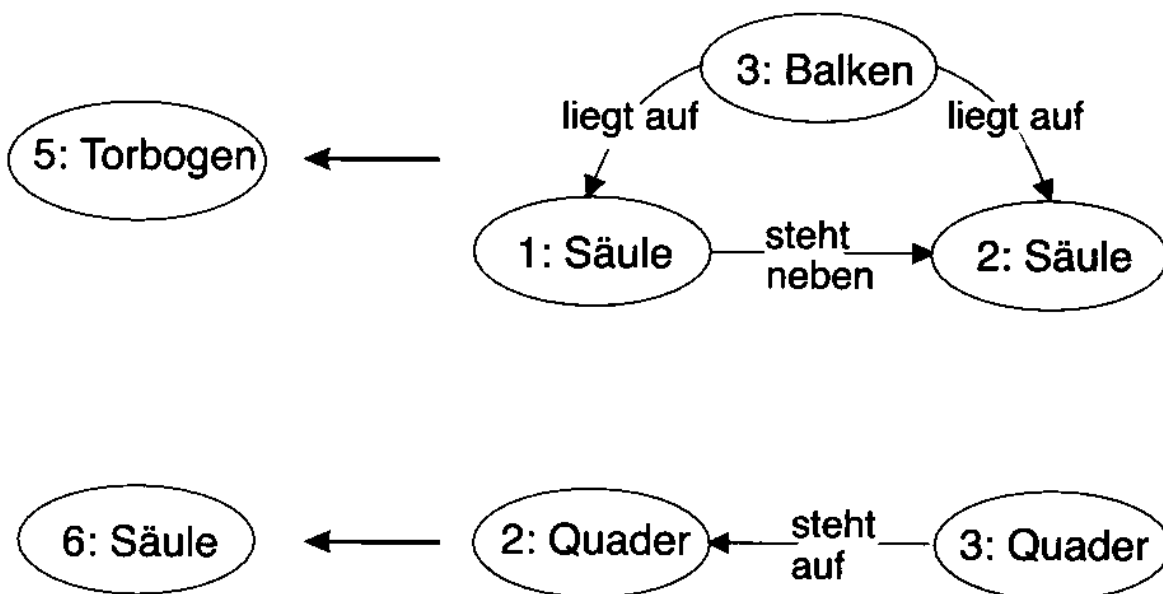 3: Balken
liegt auf
liegt auf
5: Torbogen
1: Säule
steht
neben
2: Säule
6: Säule
2: Quader
steht
auf
3: Quader